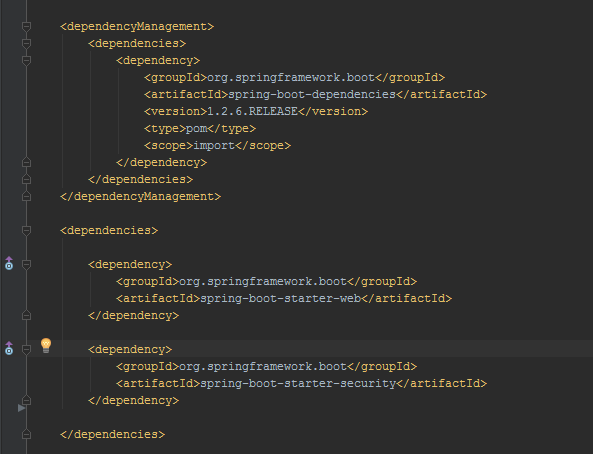 <dependencyManagement>
<dependencies>
<dependency>
<groupId>org.springframework.boot</groupId>
<artifactId>spring-boot-dependencies</artifactId>
<version>1.2.6.RELEASE</version>
<type>pom</type>
<scope>import</scope>
</dependency>
</dependencies>
</dependencyManagement>
<dependencies>
<dependency>
<groupId>org.springframework.boot</groupId>
<artifactId>spring-boot-starter-web</artifactId>
</dependency>
<dependency>
<groupId>org.springframework.boot</groupId>
<artifactId>spring-boot-starter-security</artifactId>
</dependency>
</dependencies>